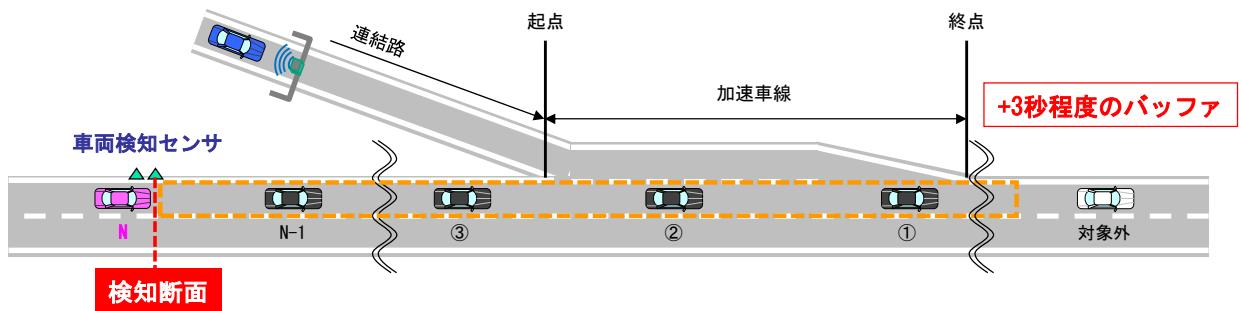 起点
終点
連結路
加速車線
+3秒程度のバッファ
車両検知センサ
N
N-1
③
②
①
対象外
検知断面